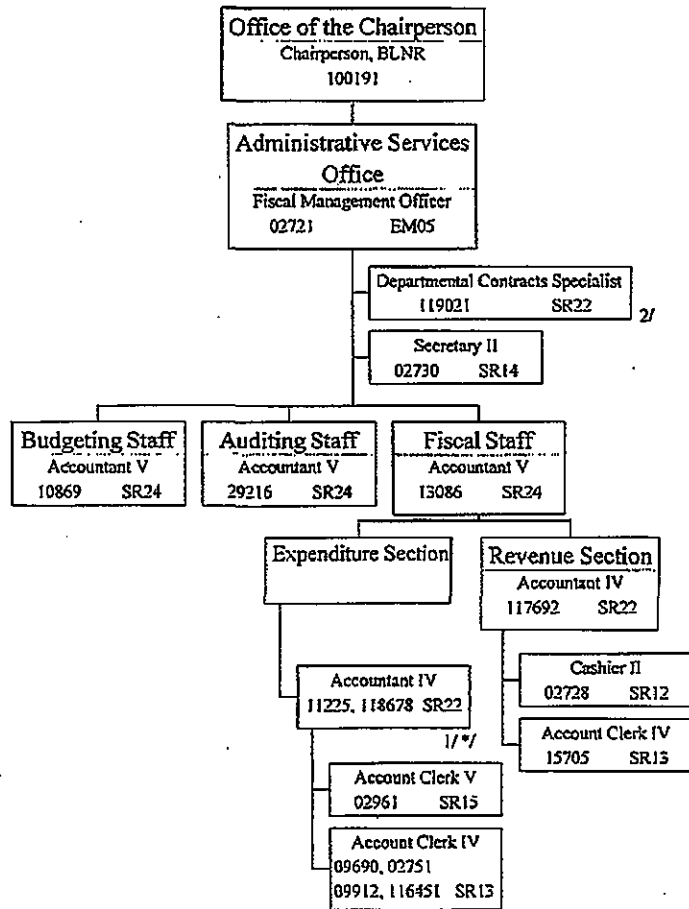 Office of the Chairperson
Chairperson, BLNR
100191
Administrative Services
Office
Fiscal Management Officer
02721 EM05
Departmental Contracts Specialist
119021 SR22
2/
Secretary II
02730 SR14
Budgeting Staff
Accountant V
10869 SR24
Auditing Staff
Accountant V
29216 SR24
Fiscal Staff
Accountant V
13086 SR24
Expenditure Section
Revenue Section
Accountant IV
117692 SR22
Accountant IV
11225, 118678 SR22
1/ */
Cashier II
02728 SR12
Account Clerk IV
15705 SR13
Account Clerk V
02961 SR15
Account Clerk IV
09690, 02751
09912, 116451 SR13